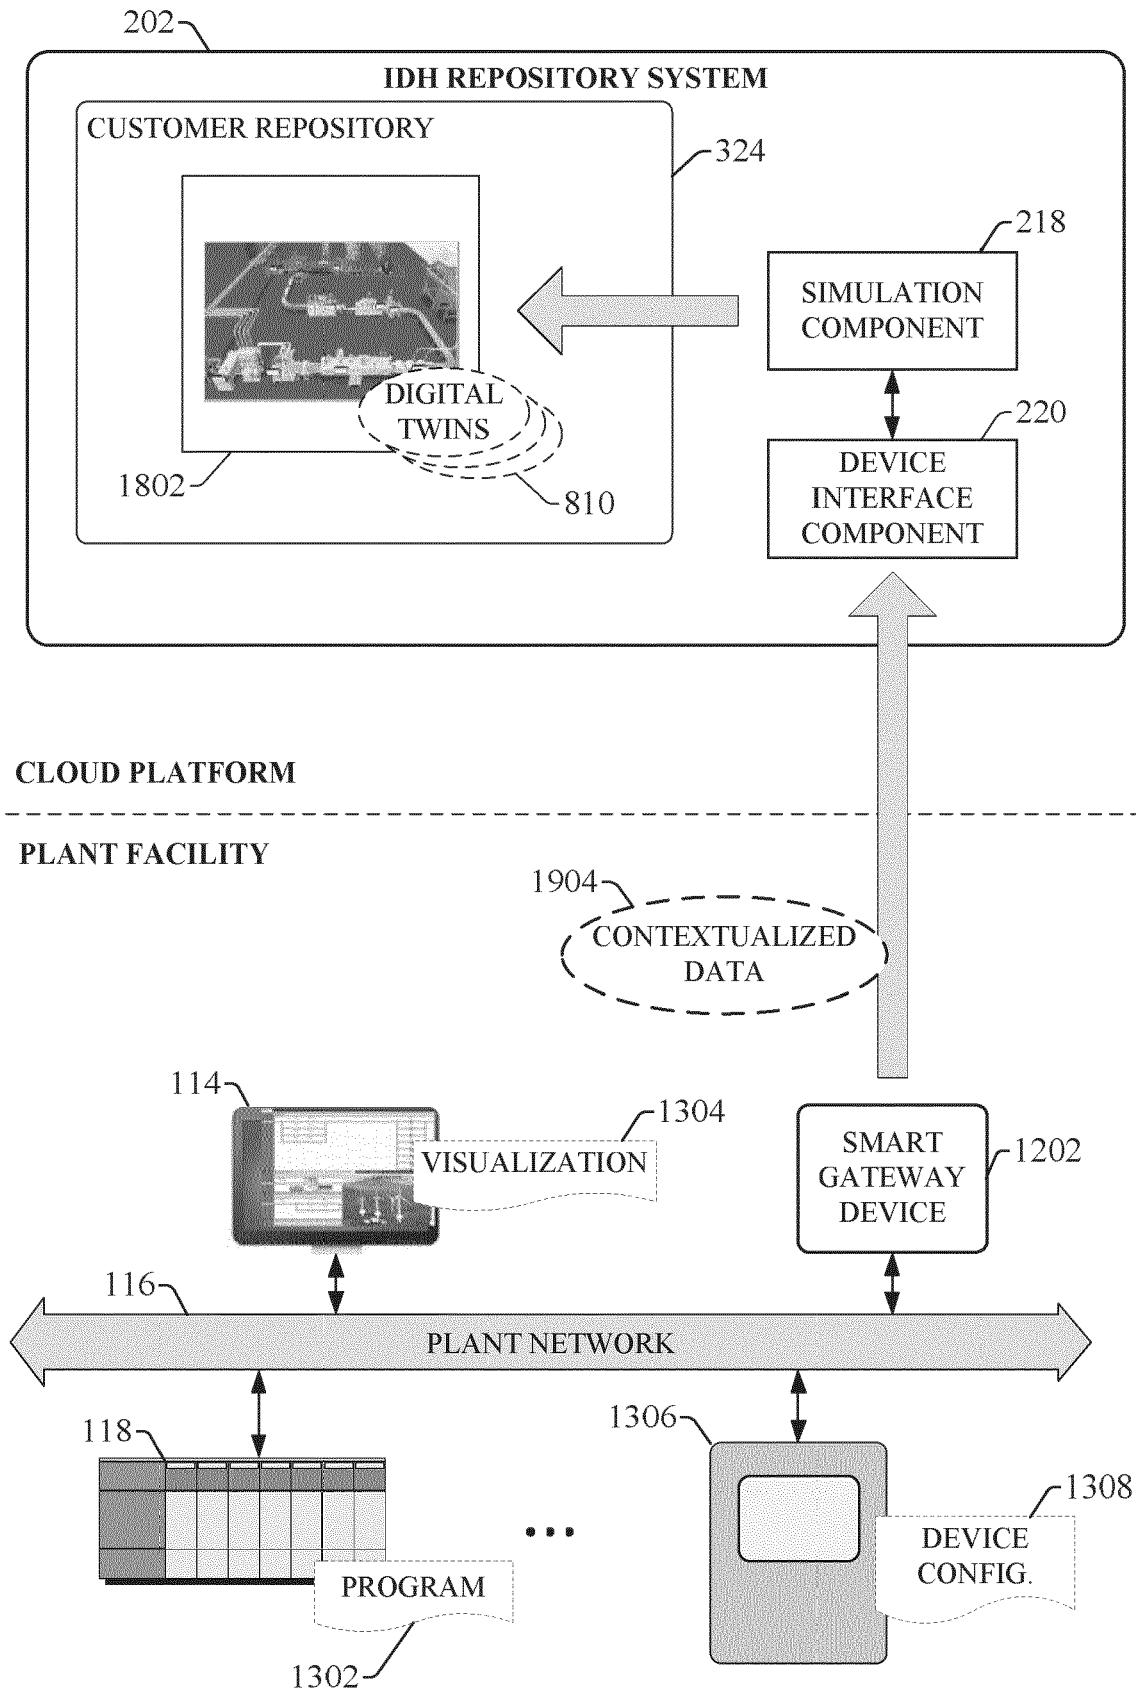 202
IDH REPOSITORY SYSTEM
CUSTOMER REPOSITORY
324
218
SIMULATION
COMPONENT
DIGITAL
TWINS
220
DEVICE
INTERFACE
COMPONENT
1802
810
CLOUD PLATFORM
PLANT FACILITY
1904
CONTEXTUALIZED
DATA
114
1304
VISUALIZATION
SMART
GATEWAY
DEVICE
1202
116
PLANT NETWORK
118
1306
1308
DEVICE
CONFIG.
...
PROGRAM
1302